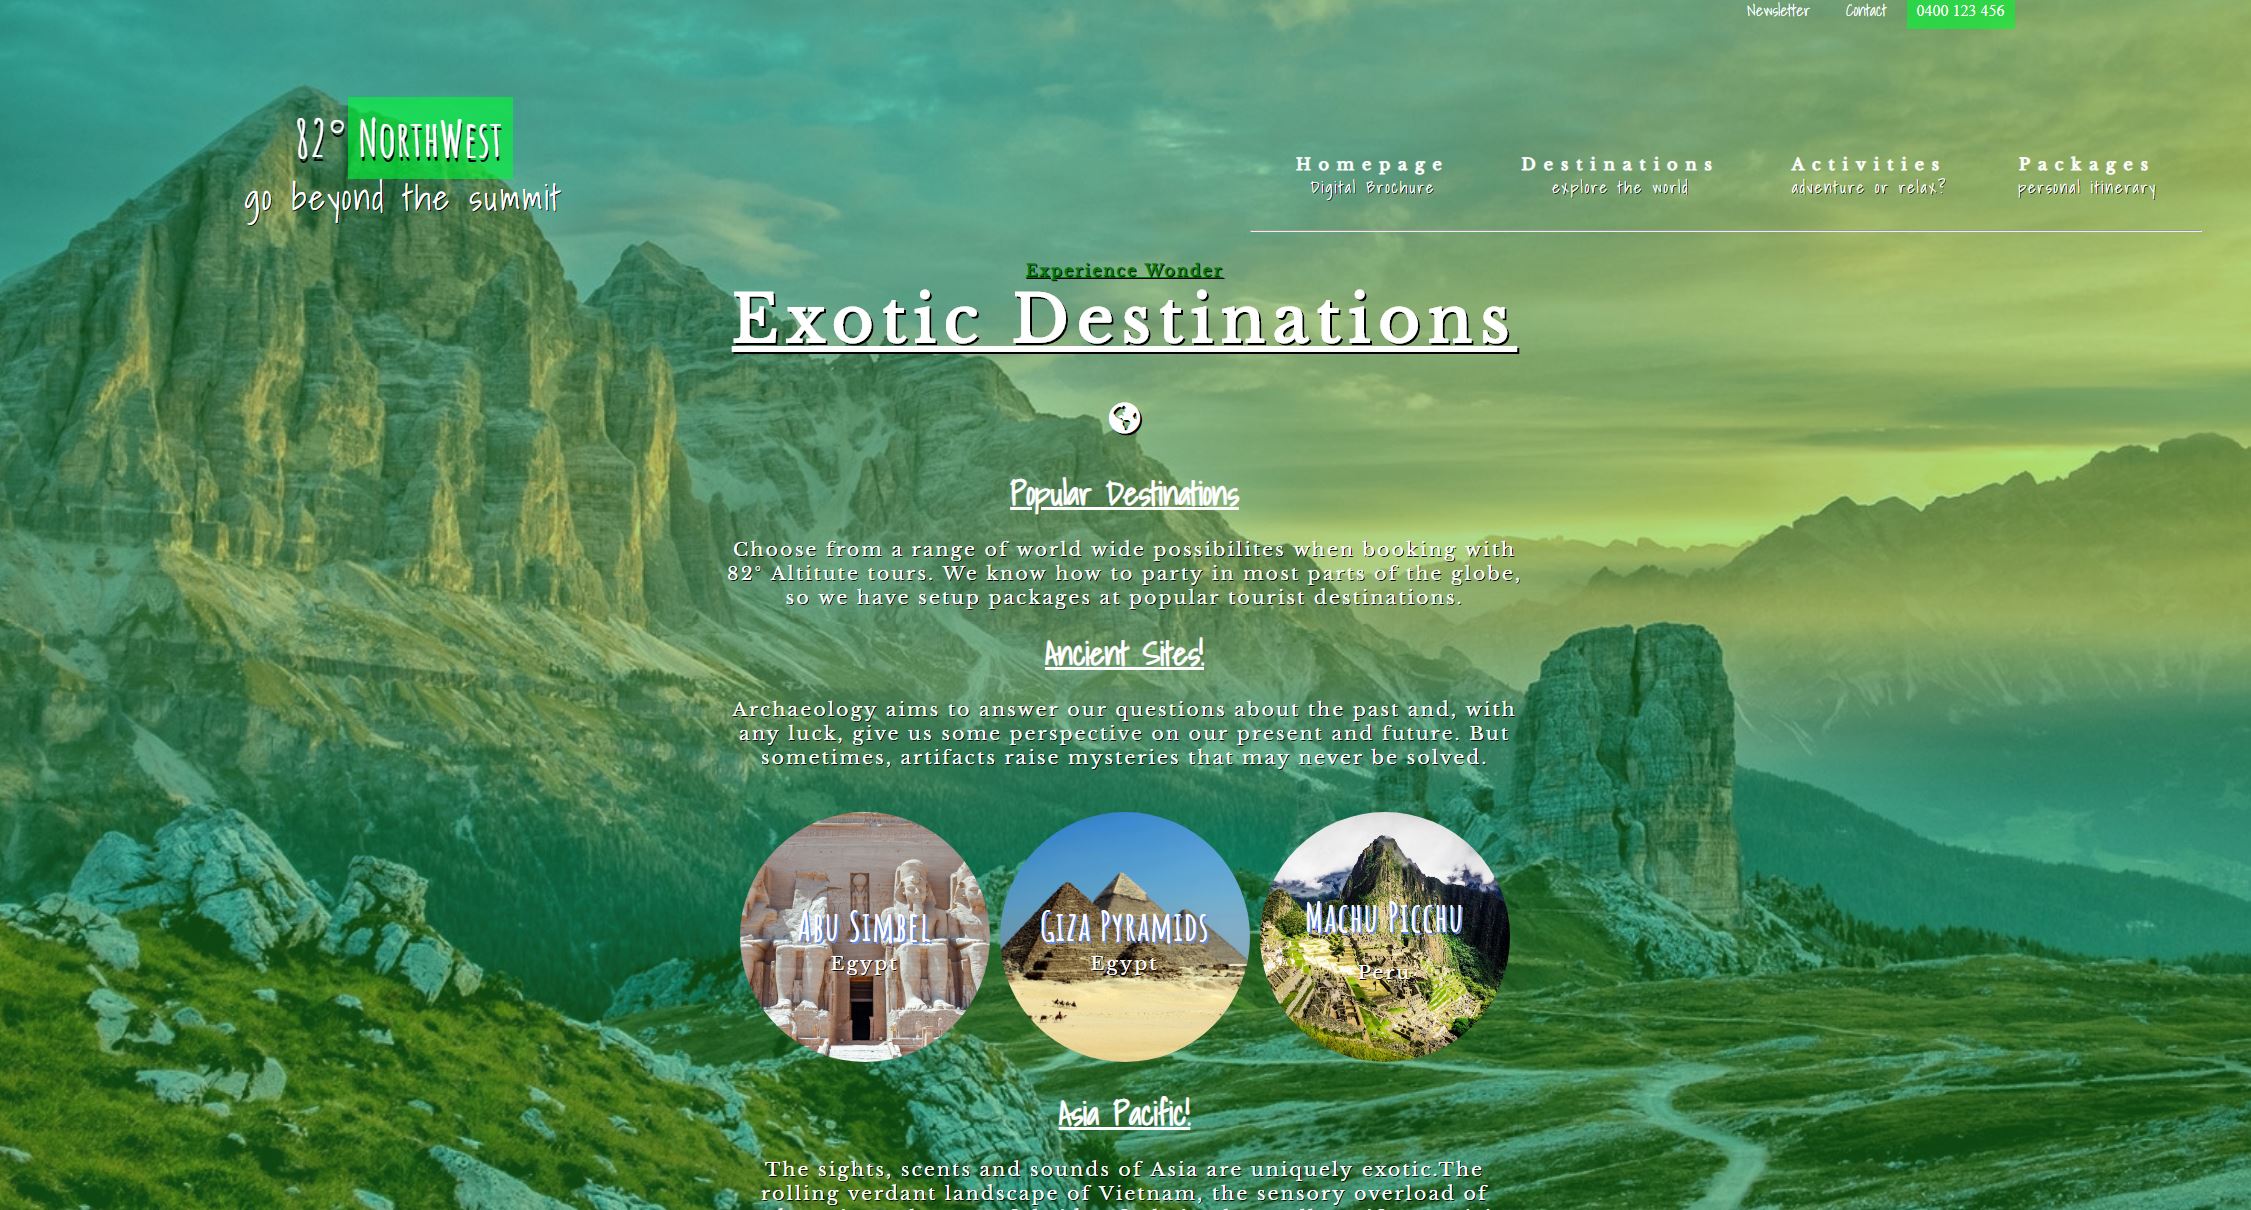 Newsletter Contact 0400 123 456
82° NorthWest
go beyond the summit
Homepage Destinations Activities Packages
Digital Brochure explore the world adventure or relax? personal itinerary
Experience Wonder
Exotic Destinations
Popular Destinations
Choose from a range of world wide possibilites when booking with
82° Altitute tours. We know how to party in most parts of the globe,
so we have setup packages at popular tourist destinations.
Ancient Sites!
Archaeology aims to answer our questions about the past and, with
any luck, give us some perspective on our present and future. But
sometimes, artifacts raise mysteries that may never be solved.
Abu Simbel Giza Pyramids Machu Picchu
Egypt Egypt Peru
Asia Pacific!
The sights, scents and sounds of Asia are uniquely exotic.The
rolling verdant landscape of Vietnam, the sensory overload of